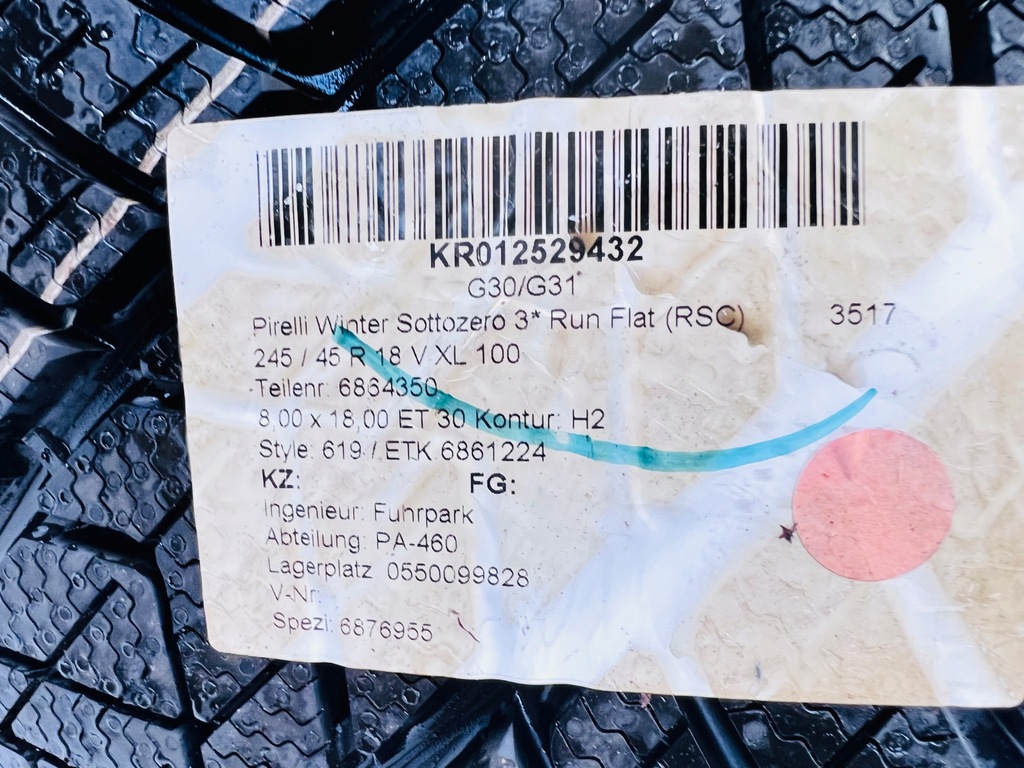 KR012529432
G30/G31
Pirelli Winter Sottozero 3* Run Flat (RSC) 3517
245 / 45 R 18 V XL 100
Teilenr: 6864350
8,00 x 18,00 ET 30 Kontur: H2
Style: 619 / ETK 6861224
KZ: FG:
Ingenieur: Fuhrpark
Abteilung: PA-460
Lagerplatz 0550099828
V-Nr:
Spezi: 6876955